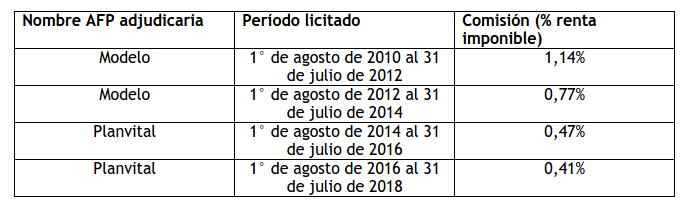 Nombre AFP adjudicaria
Período licitado
Comisión (% renta
imponible)
Modelo
1° de agosto de 2010 al 31
de julio de 2012
1,14%
Modelo
1° de agosto de 2012 al 31
de julio de 2014
0,77%
Planvital
1° de agosto de 2014 al 31
de julio de 2016
0,47%
Planvital
1° de agosto de 2016 al 31
de julio de 2018
0,41%